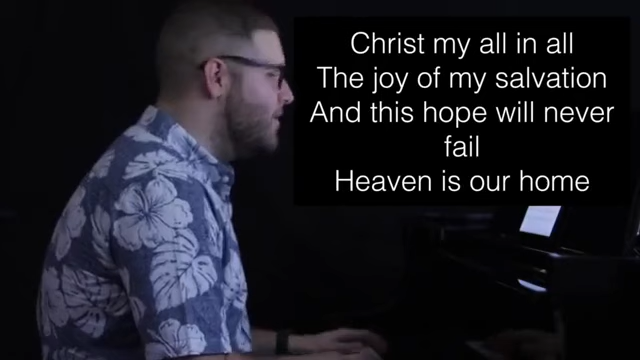 Christ my all in all
The joy of my salvation
And this hope will never
fail
Heaven is our home